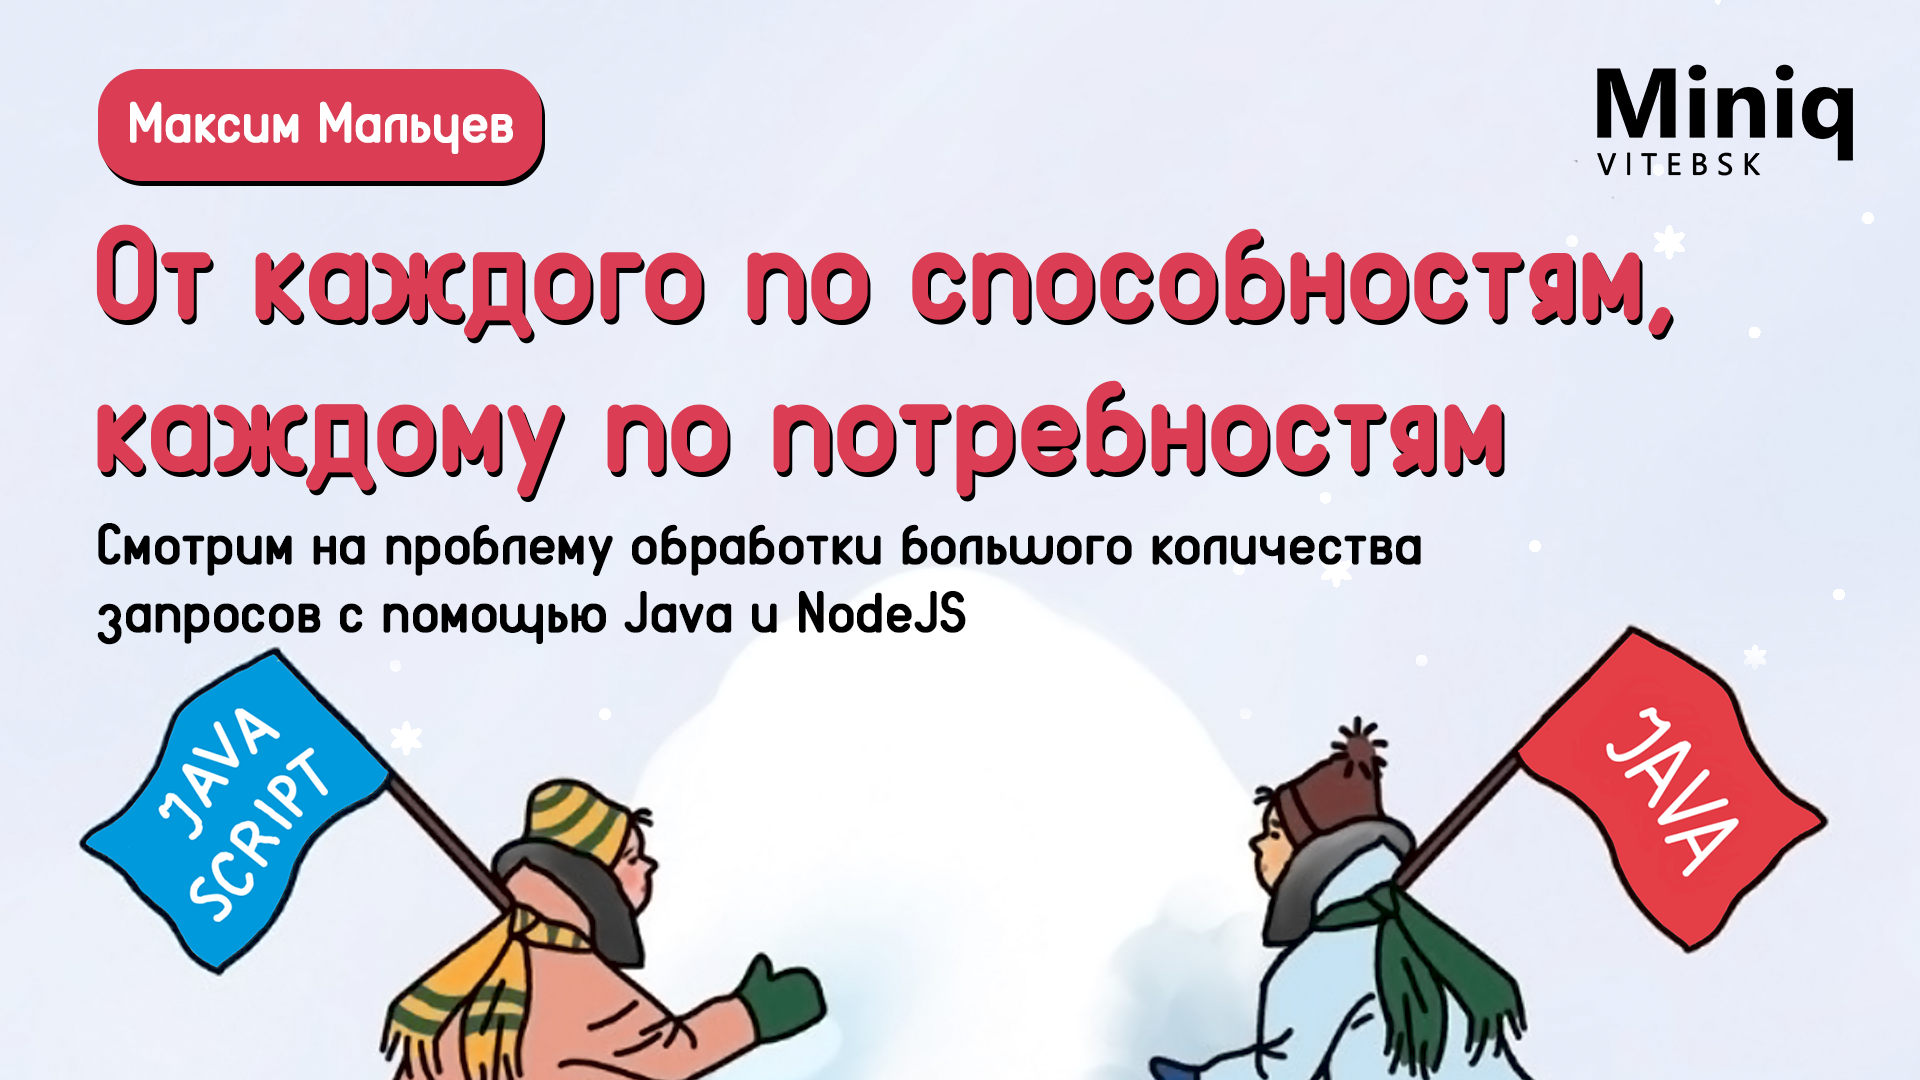 Максим Мальцев
Miniq
VITEBSK
От каждого по способностям,
каждому по потребностям
Смотрим на проблему обработки большого количества
запросов с помощью Java и NodeJS
JAVA
SCRIPT
JAVA